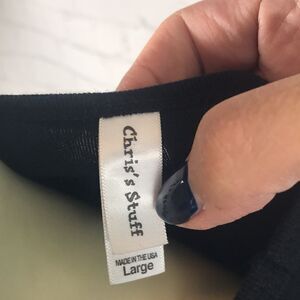 Chris's Stuff
MADE IN THE USA
Large